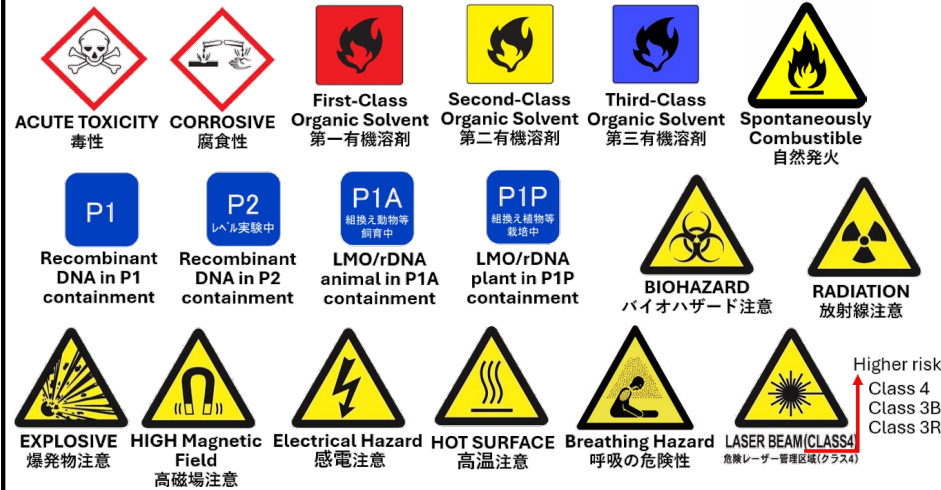 ACUTE TOXICITY
毒性
CORROSIVE
腐食性
First-Class
Organic Solvent
第一有機溶剤
Second-Class
Organic Solvent
第二有機溶剤
Third-Class
Organic Solvent
第三有機溶剤
Spontaneously
Combustible
自然発火
P1
Recombinant
DNA in P1
containment
P2
レベル実験中
Recombinant
DNA in P2
containment
P1A
組換え動物等
飼育中
LMO/rDNA
animal in P1A
containment
P1P
組換え植物等
栽培中
LMO/rDNA
plant in P1P
containment
BIOHAZARD
バイオハザード注意
RADIATION
放射線注意
EXPLOSIVE
爆発物注意
HIGH Magnetic
Field
高磁場注意
Electrical Hazard
感電注意
HOT SURFACE
高温注意
Breathing Hazard
呼吸の危険性
LASER BEAM(CLASS4)
危険レーザー管理区域(クラス4)
Higher risk
Class 4
Class 3B
Class 3R